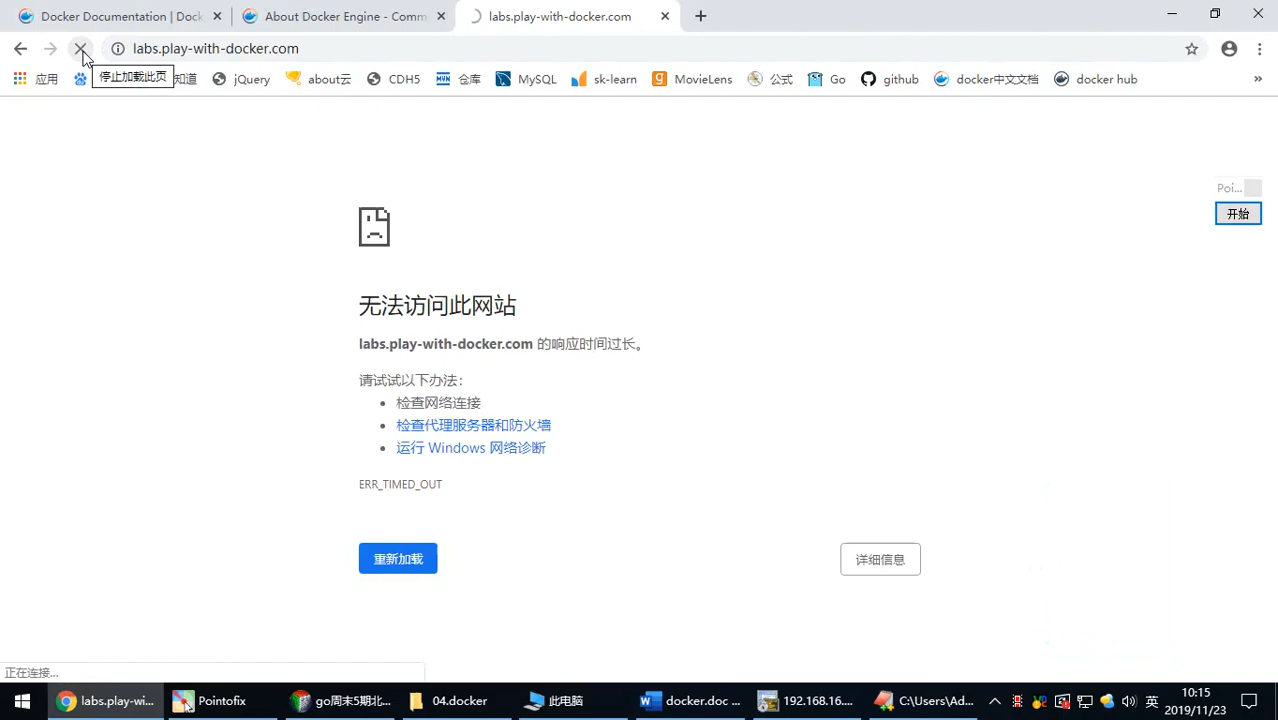 Docker Documentation | Dock
About Docker Engine - Comm
labs.play-with-docker.com
labs.play-with-docker.com
应用
停止加载此页
知道
jQuery
about云
CDH5
仓库
MySQL
sk-learn
MovieLens
公式
Go
github
docker中文文档
docker hub
»
Poi...
开始
无法访问此网站
labs.play-with-docker.com 的响应时间过长。
请试试以下办法：
检查网络连接
检查代理服务器和防火墙
运行 Windows 网络诊断
ERR_TIMED_OUT
重新加载
详细信息
正在连接...
labs.play-wi...
Pointofix
go周末5期北...
04.docker
此电脑
docker.doc ...
192.168.16....
C:\Users\Ad...
英
10:15
2019/11/23